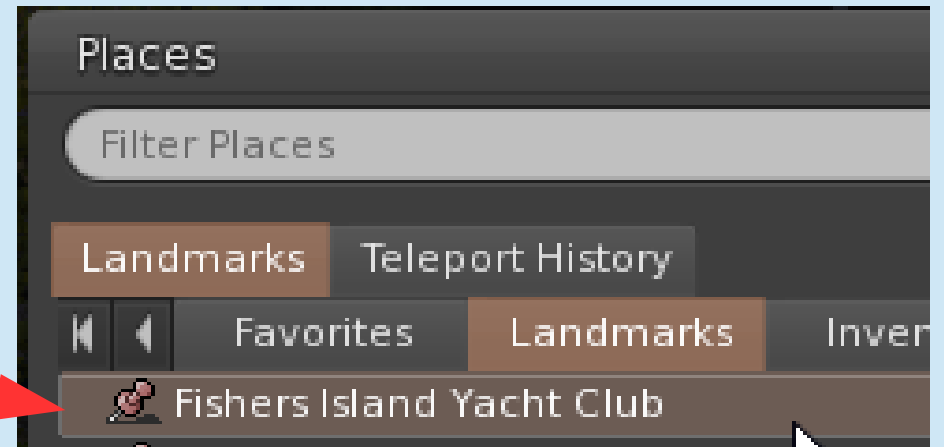 Places
Filter Places
Landmarks Teleport History
Favorites Landmarks
Fishers Island Yacht Club